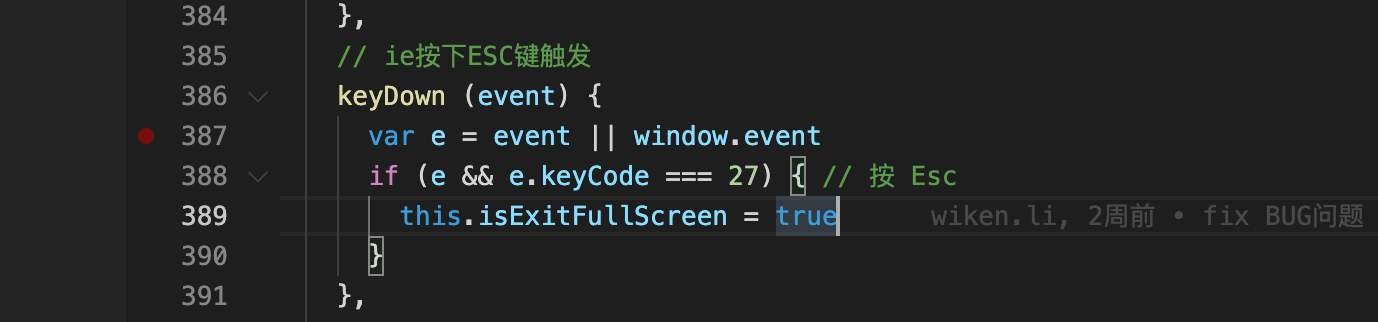 384 },
385 // ie按下ESC键触发
386 keyDown (event) {
387 var e = event || window.event
388 if (e && e.keyCode === 27) { // 按 Esc
389 this.isExitFullScreen = true wiken.li, 2周前 • fix BUG问题
390 }
391 },